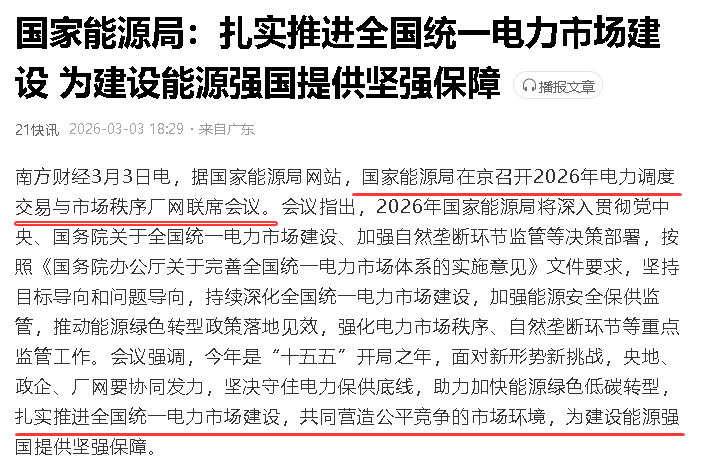 国家能源局：扎实推进全国统一电力市场建
设 为建设能源强国提供坚强保障 播报文章
21快讯 2026-03-03 18:29 · 来自广东
南方财经3月3日电，据国家能源局网站，国家能源局在京召开2026年电力调度
交易与市场秩序厂网联席会议。会议指出，2026年国家能源局将深入贯彻党中
央、国务院关于全国统一电力市场建设、加强自然垄断环节监管等决策部署，按
照《国务院办公厅关于完善全国统一电力市场体系的实施意见》文件要求，坚持
目标导向和问题导向，持续深化全国统一电力市场建设，加强能源安全保供监
管，推动能源绿色转型政策落地见效，强化电力市场秩序、自然垄断环节等重点
监管工作。会议强调，今年是“十五五”开局之年，面对新形势新挑战，央地、
政企、厂网要协同发力，坚决守住电力保供底线，助力加快能源绿色低碳转型，
扎实推进全国统一电力市场建设，共同营造公平竞争的市场环境，为建设能源强
国提供坚强保障。